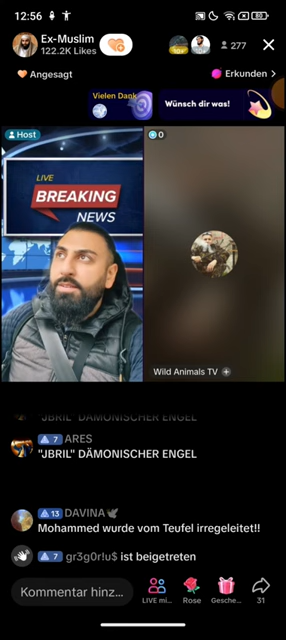 12:56
80
Ex-Muslim
122.2K Likes
277
Angesagt
Erkunden >
Vielen Dank
Wünsch dir was!
Host
0
LIVE
BREAKING
NEWS
Wild Animals TV
"JBRIL" DÄMONISCHER ENGEL
7 ARES
"JBRIL" DÄMONISCHER ENGEL
13 DAVINA🕊
Mohammed wurde vom Teufel irregeleitet!!
7 gr3g0r!u$ ist beigetreten
Kommentar hinz...
LIVE mi...
Rose
Gesche...
31